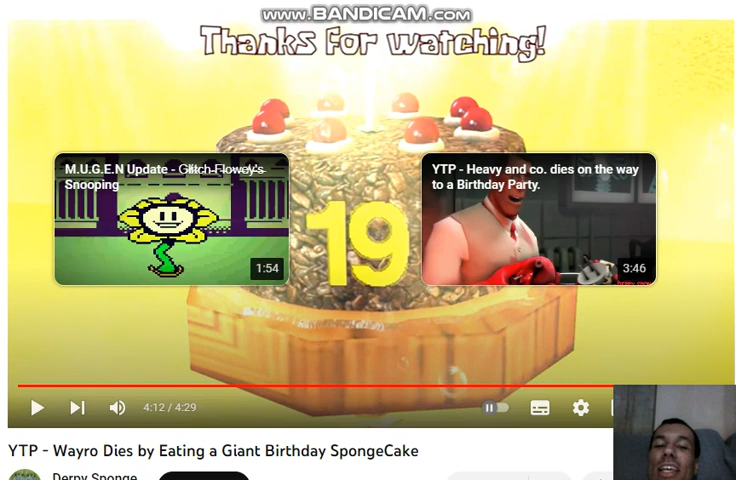 www.BANDICAM.com
Thanks For watching!
M.U.G.E.N Update - Glitch-Flowey's
Snooping
1:54
YTP - Heavy and co. dies on the way
to a Birthday Party.
3:46
19
4:12 / 4:29
YTP - Wayro Dies by Eating a Giant Birthday SpongeCake
Derpy Sponge